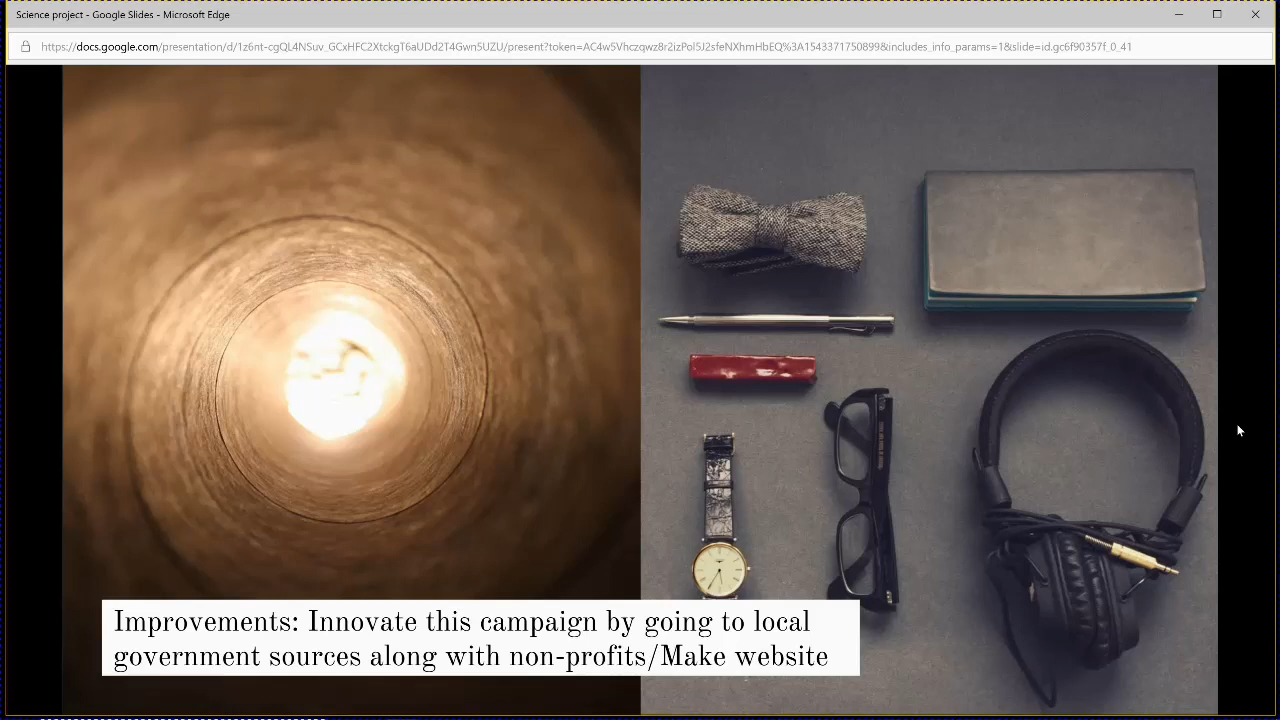 Science project - Google Slides - Microsoft Edge
https://docs.google.com/presentation/d/1z6nt-cgQL4NSuv_GCxHFC2XtckgT6aUDd2T4Gwn5UZU/present?token=AC4w5Vhczqwz8r2izPol5J2sfeNXhmHbEQ%3A1543371750899&includes_info_params=1&slide=id.gc6f90357f_0_41
Improvements: Innovate this campaign by going to local
government sources along with non-profits/Make website